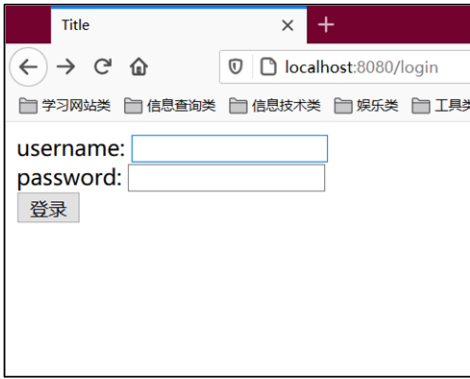 Title
localhost:8080/login
学习网站类 信息查询类 信息技术类 娱乐类 工具类
username:
password:
登录